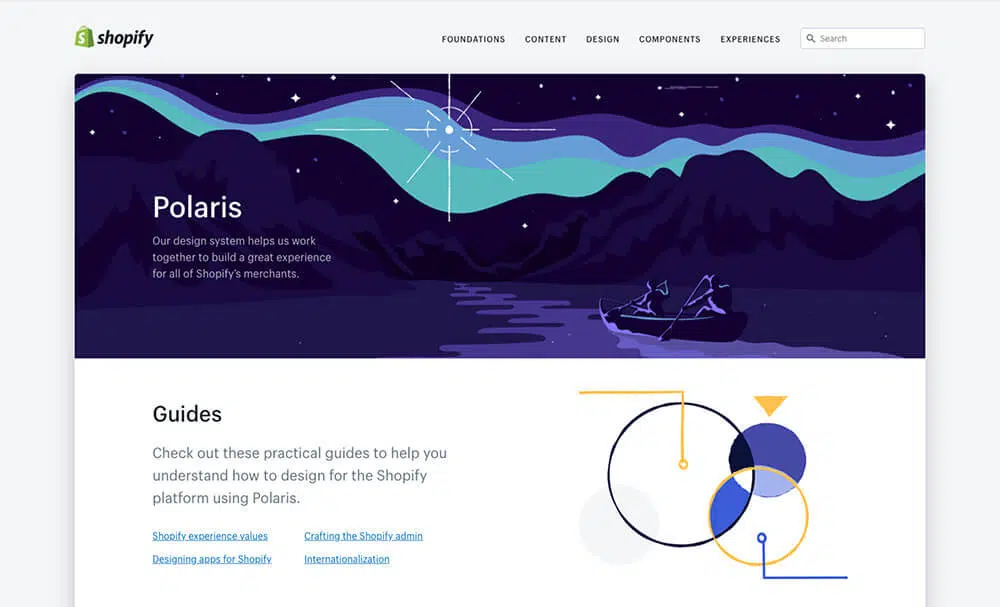 shopify
FOUNDATIONS CONTENT DESIGN COMPONENTS EXPERIENCES Search
Polaris
Our design system helps us work
together to build a great experience
for all of Shopify's merchants.
Guides
Check out these practical guides to help you
understand how to design for the Shopify
platform using Polaris.
Shopify experience values Crafting the Shopify admin
Designing apps for Shopify Internationalization